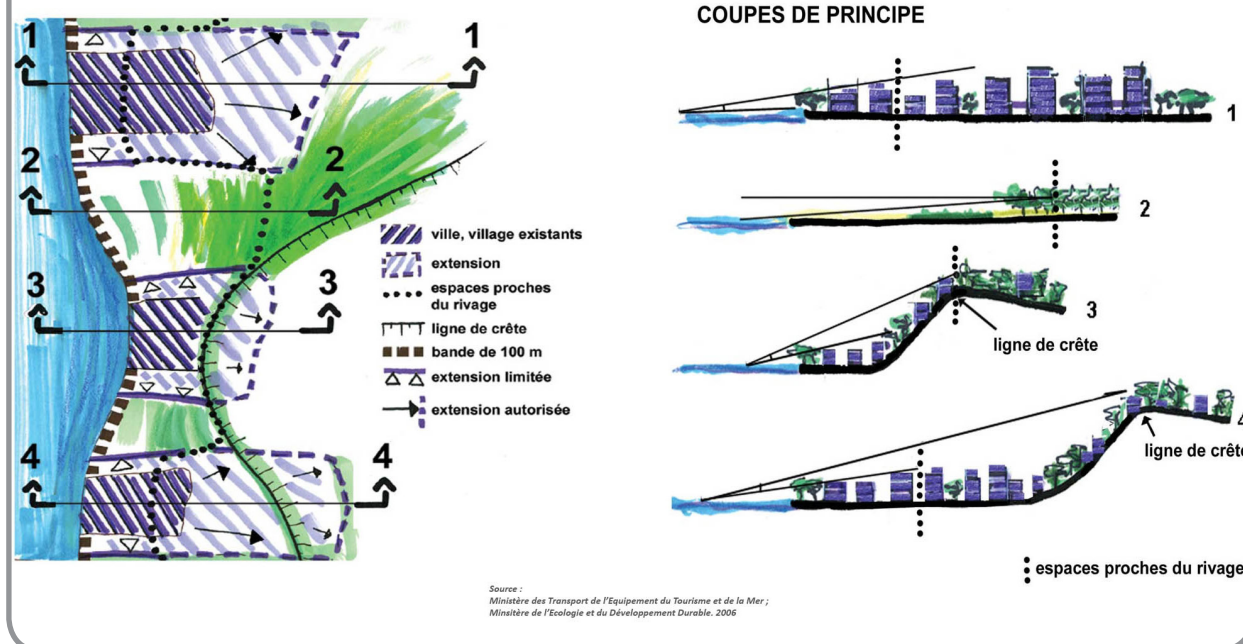 COUPES DE PRINCIPE
1
1
1
2
2
2
ville, village existants
extension
espaces proches
du rivage
ligne de crête
bande de 100 m
extension limitée
extension autorisée
3
3
3
ligne de crête
4
4
4
ligne de crête
espaces proches du rivage
Source :
Ministère des Transport de l'Equipement du Tourisme et de la Mer ;
Minsitère de l'Ecologie et du Développement Durable. 2006